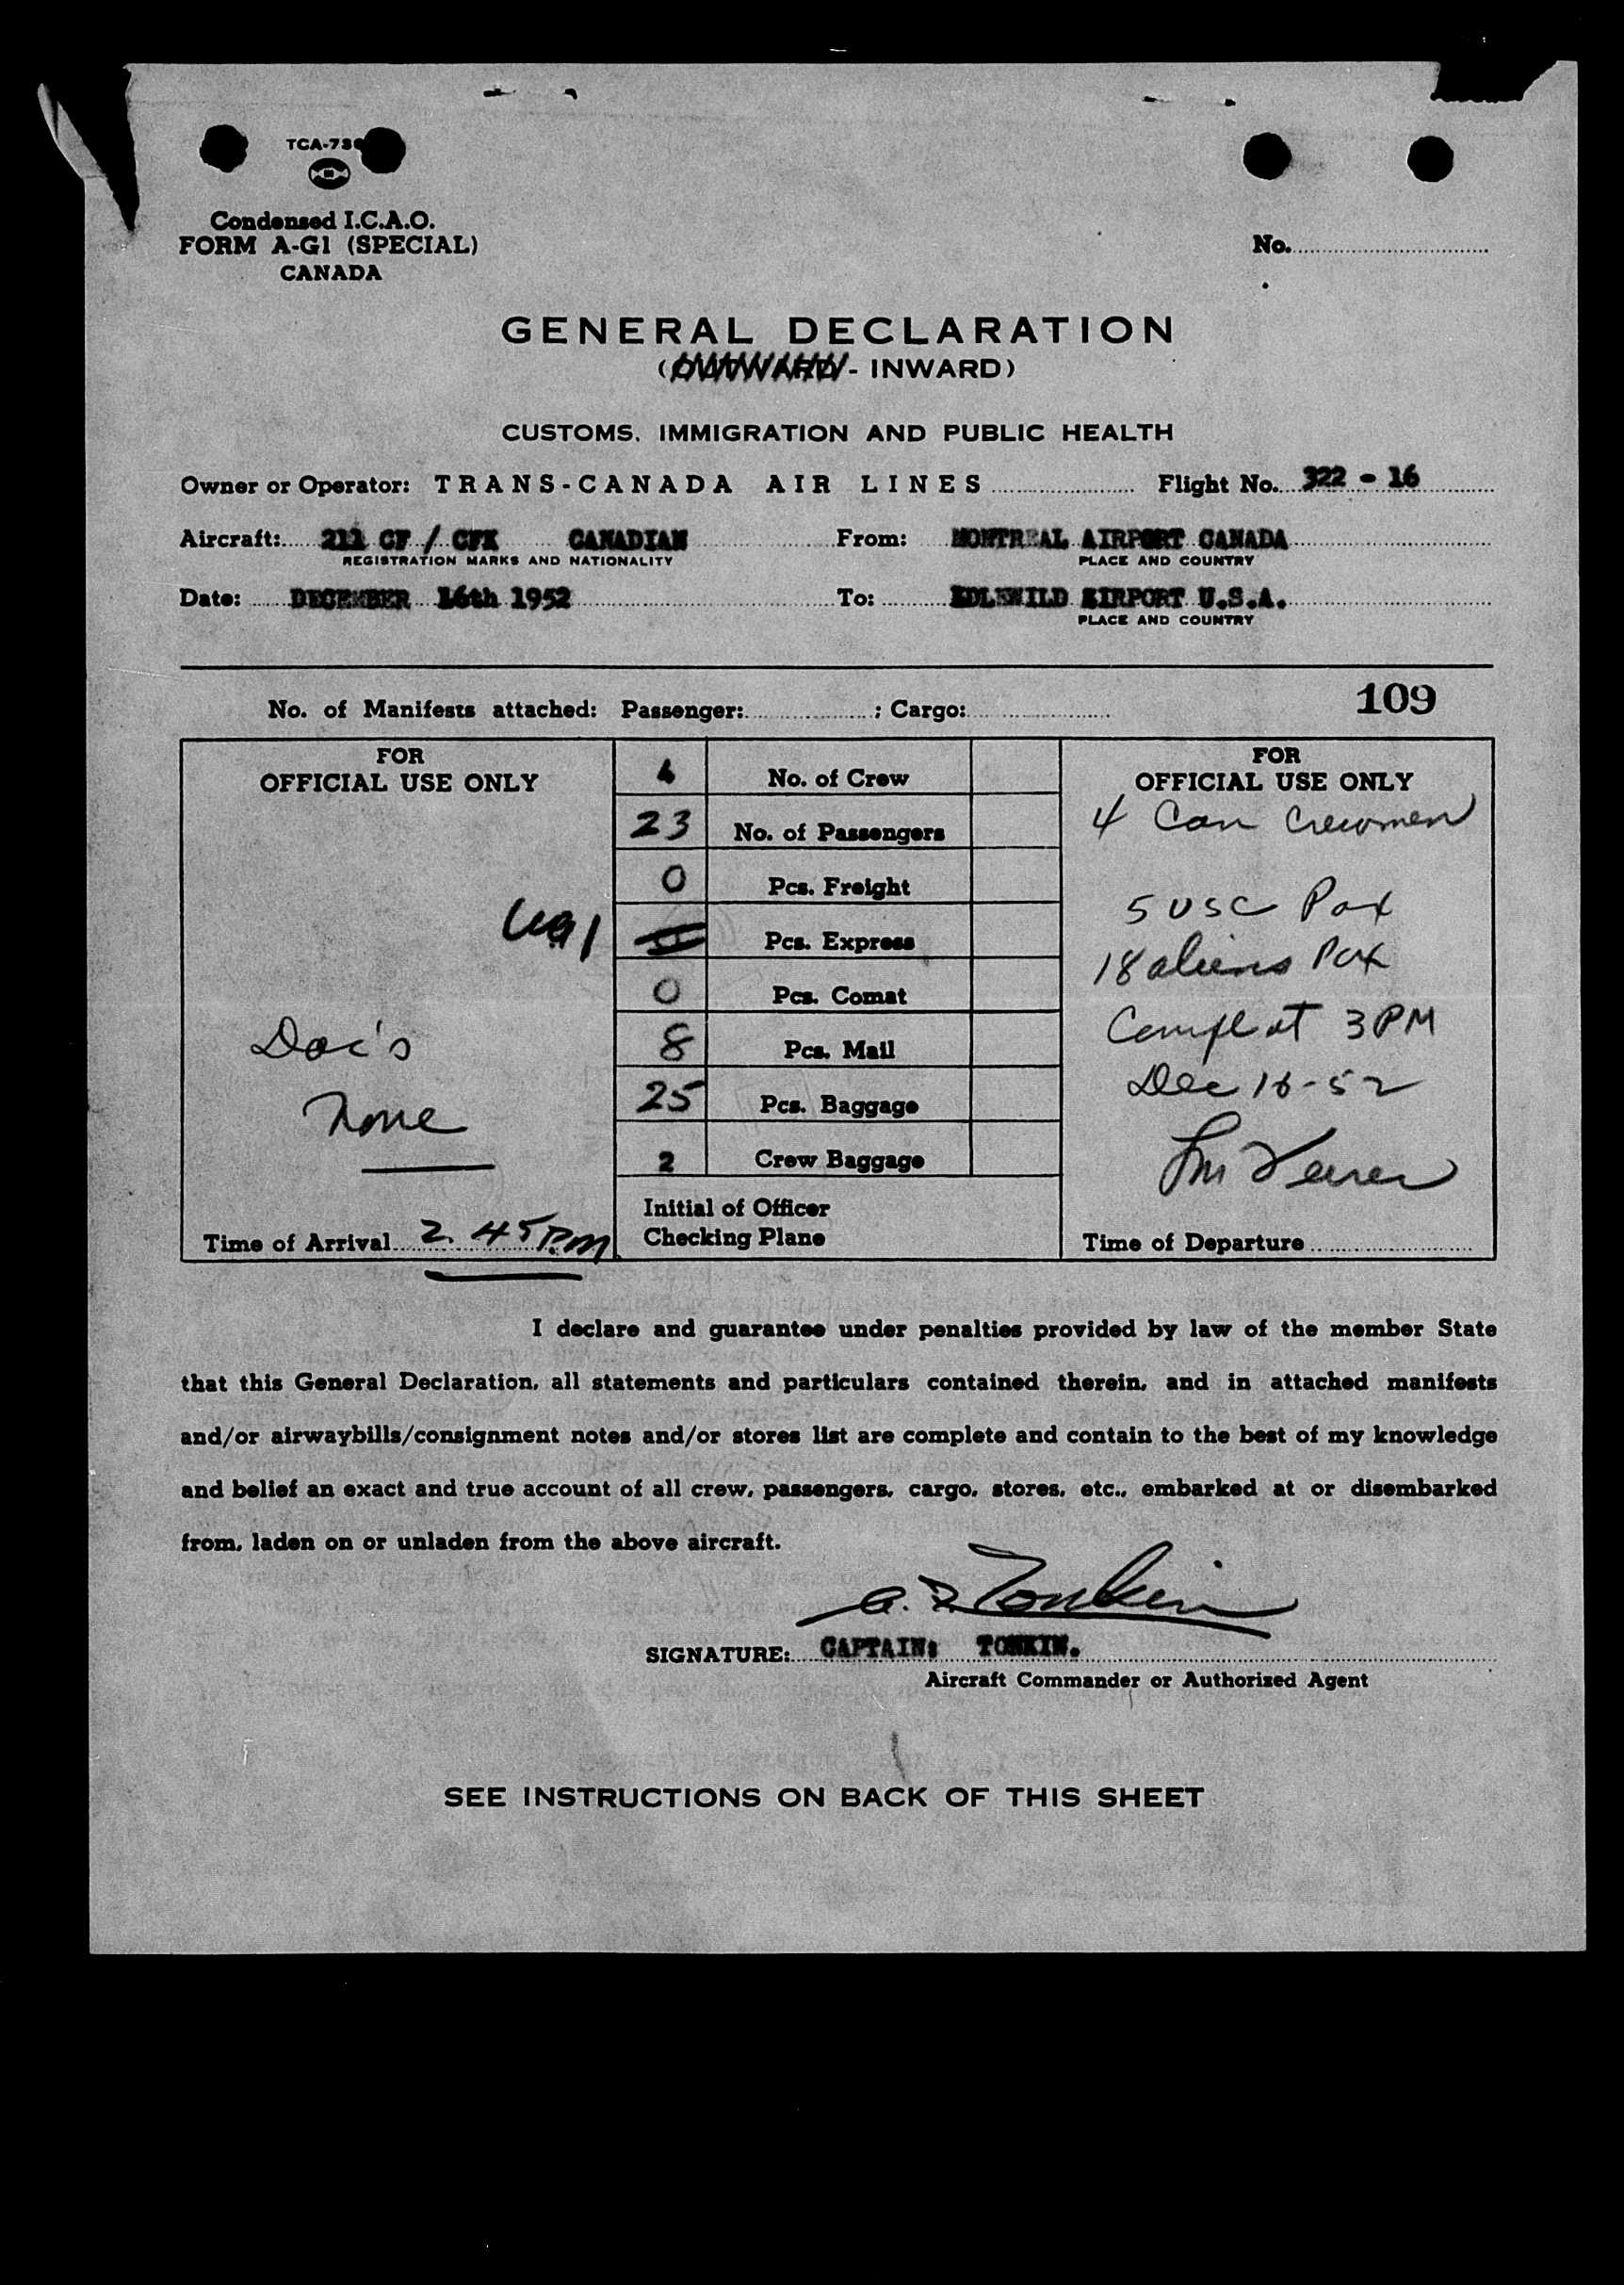 TCA-73
Condensed I.C.A.O.
FORM A-G1 (SPECIAL)
CANADA
No.
GENERAL DECLARATION
(OUTWARD - INWARD)
CUSTOMS, IMMIGRATION AND PUBLIC HEALTH
Owner or Operator: TRANS-CANADA AIR LINES Flight No. 322 - 16
Aircraft: 211 CF / CFX CANADIAN From: MONTREAL AIRPORT CANADA
REGISTRATION MARKS AND NATIONALITY PLACE AND COUNTRY
Date: DECEMBER 16th 1952 To: IDLEWILD AIRPORT U.S.A.
PLACE AND COUNTRY
No. of Manifests attached: Passenger: ; Cargo: 109
FOR
OFFICIAL USE ONLY
Doc's
None
Time of Arrival 2.45 P.M.
4 No. of Crew
23 No. of Passengers
0 Pcs. Freight
Pcs. Express
0 Pcs. Comat
8 Pcs. Mail
25 Pcs. Baggage
2 Crew Baggage
Initial of Officer
Checking Plane
FOR
OFFICIAL USE ONLY
4 Can Crewmen
5 USC Pax
18 aliens Pax
Compl at 3 PM
Dec 16-52
Time of Departure
I declare and guarantee under penalties provided by law of the member State
that this General Declaration, all statements and particulars contained therein, and in attached manifests
and/or airwaybills/consignment notes and/or stores list are complete and contain to the best of my knowledge
and belief an exact and true account of all crew, passengers, cargo, stores, etc., embarked at or disembarked
from, laden on or unladen from the above aircraft.
Tonkin
SIGNATURE: CAPTAIN: TONKIN.
Aircraft Commander or Authorized Agent
SEE INSTRUCTIONS ON BACK OF THIS SHEET